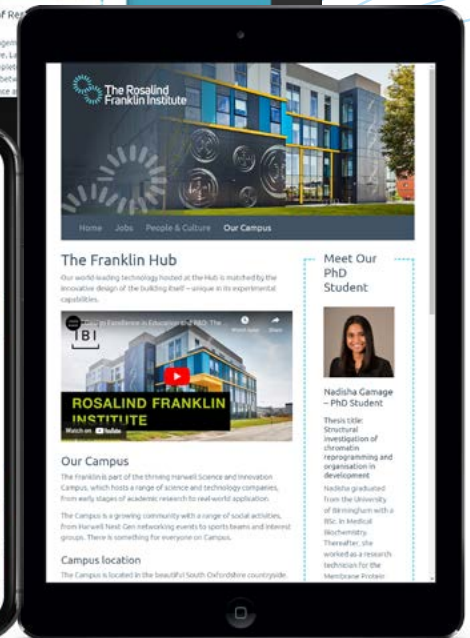 The Rosalind
Franklin Institute
Home Jobs People & Culture Our Campus
The Franklin Hub
Our world-leading technology hosted at the Hub is matched by the
innovative design of the building itself – unique in its experimental
capabilities.
Excellence in Education and R&D: The
Watch later Share
IBI
ROSALIND FRANKLIN
INSTITUTE
Watch on YouTube
Our Campus
The Franklin is part of the thriving Harwell Science and Innovation
Campus, which hosts a range of science and technology companies,
from early stages of academic research to real-world application.
The Campus is a growing community with a range of social activities,
from Harwell Next Gen networking events to sports teams and interest
groups. There is something for everyone on Campus.
Campus location
The Campus is located in the beautiful South Oxfordshire countryside.
Meet Our
PhD
Student
Nadisha Gamage
– PhD Student
Thesis title:
Structural
investigation of
chromatin
reprogramming and
organisation in
development
Nadisha graduated
from the University
of Birmingham with a
BSc. in Medical
Biochemistry.
Thereafter, she
worked as a research
technician for the
Membrane Protein